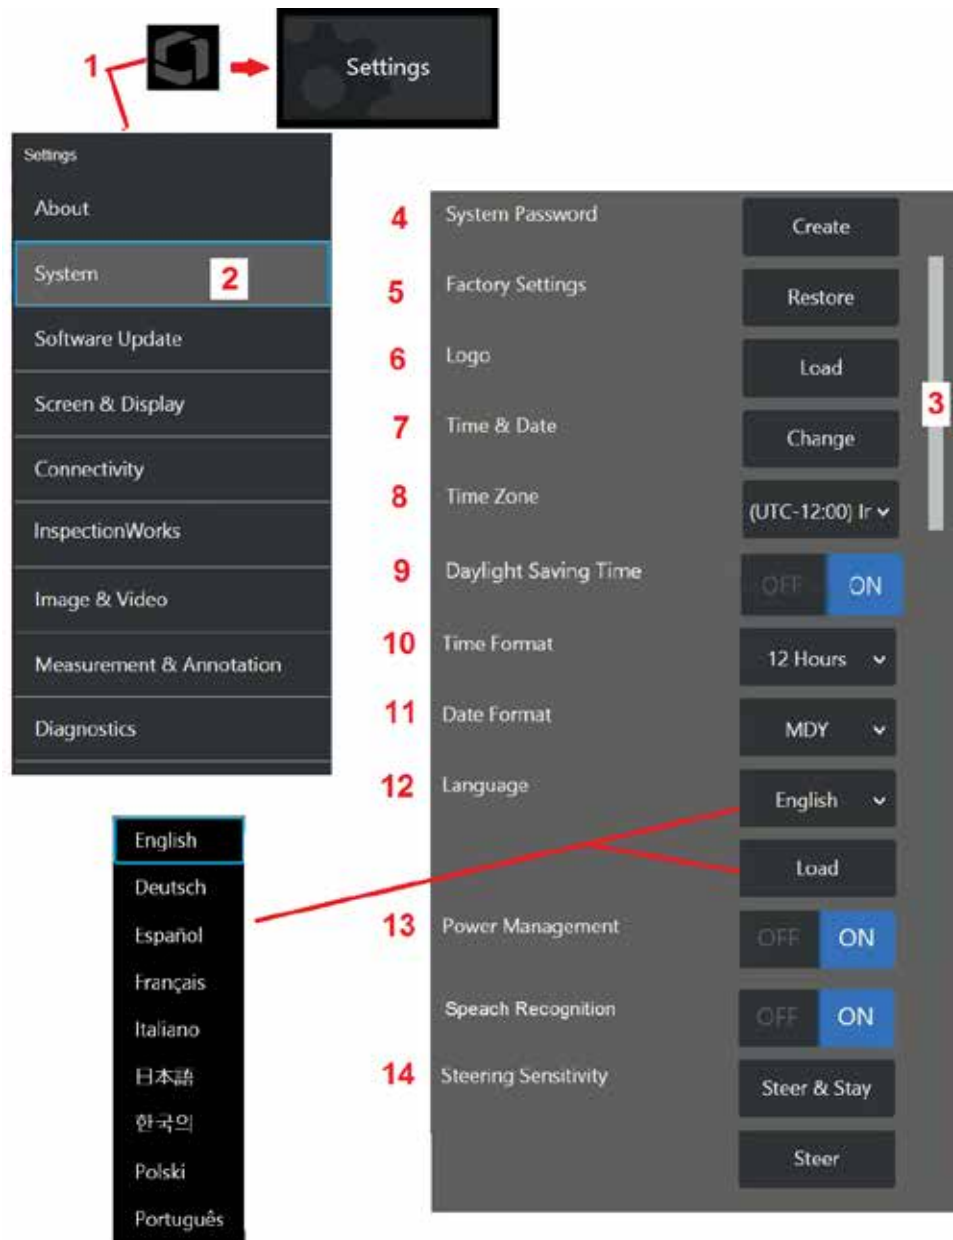 1
Settings
Settings
About
System 2
Software Update
Screen & Display
Connectivity
InspectionWorks
Image & Video
Measurement & Annotation
Diagnostics
English
Deutsch
Español
Français
Italiano
日本語
한국의
Polski
Português
3
4 System Password Create
5 Factory Settings Restore
6 Logo Load
7 Time & Date Change
8 Time Zone (UTC-12:00) Ir
9 Daylight Saving Time OFF ON
10 Time Format 12 Hours
11 Date Format MDY
12 Language English
Load
13 Power Management OFF ON
Speach Recognition OFF ON
14 Steering Sensitivity Steer & Stay
Steer